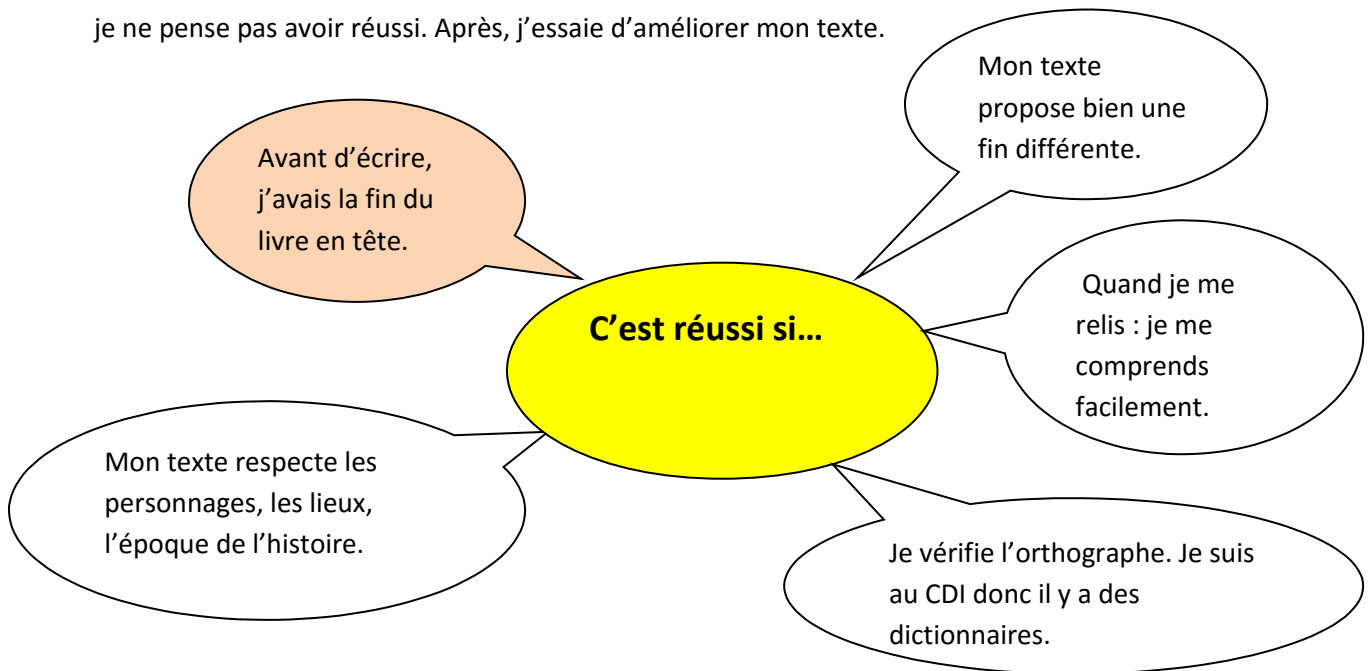 je ne pense pas avoir réussi. Après, j’essaie d’améliorer mon texte.
Mon texte
propose bien une
fin différente.
Avant d’écrire,
j’avais la fin du
livre en tête.
Quand je me
relis : je me
comprends
facilement.
C’est réussi si…
Mon texte respecte les
personnages, les lieux,
l’époque de l’histoire.
Je vérifie l’orthographe. Je suis
au CDI donc il y a des
dictionnaires.